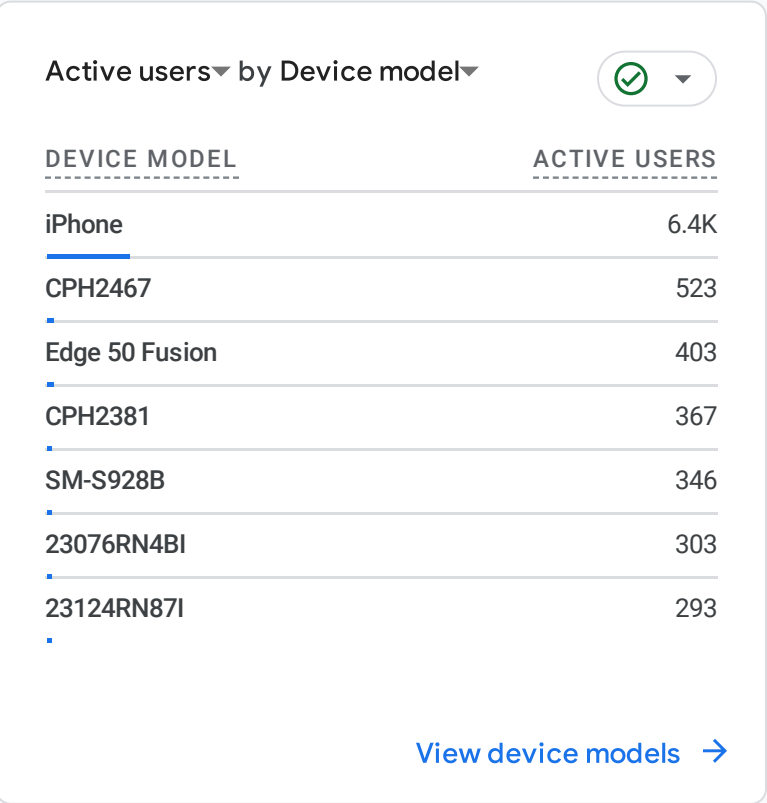 Active users by Device model
DEVICE MODEL ACTIVE USERS
iPhone 6.4K
CPH2467 523
Edge 50 Fusion 403
CPH2381 367
SM-S928B 346
23076RN4BI 303
23124RN87I 293
View device models